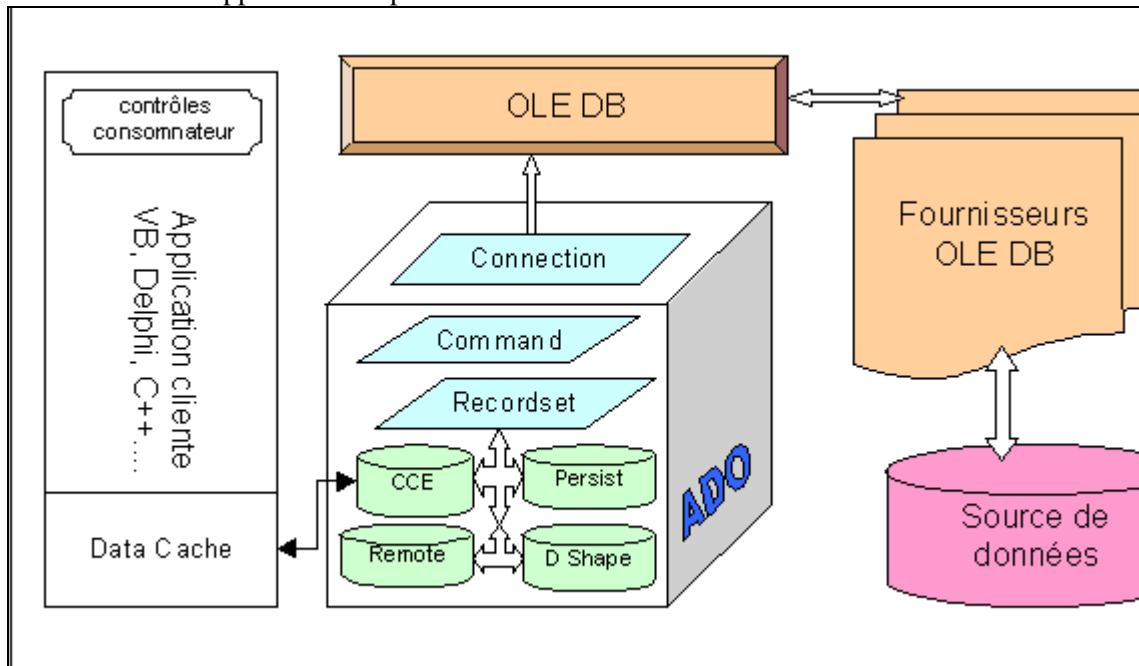 contrôles
consomnateur
Application cliente
VB, Delphi, C++ ....
Data Cache
OLE DB
Connection
Command
Recordset
CCE
Persist
Remote
D Shape
ADO
Fournisseurs
OLE DB
Source de
données